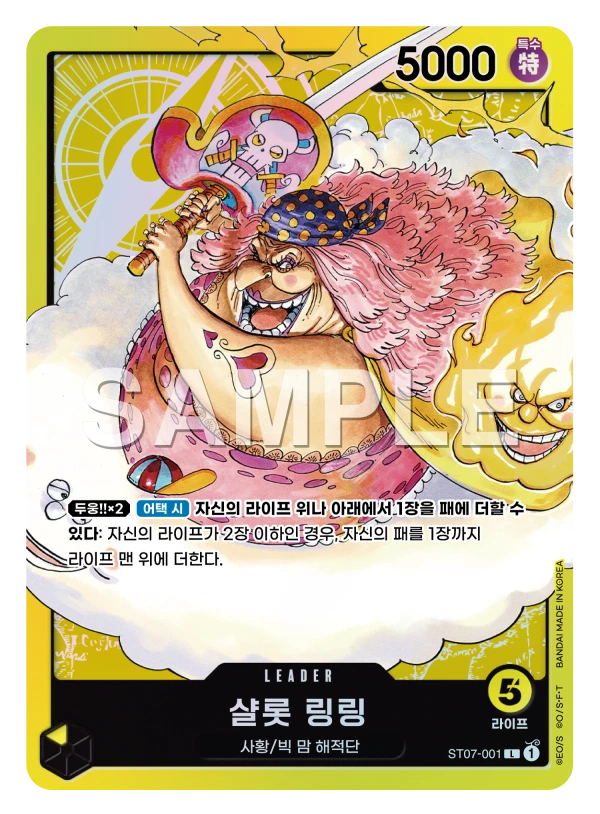 특수
5000 特
SAMPLE
두웅!!×2 어택 시 자신의 라이프 위나 아래에서 1장을 패에 더할 수
있다: 자신의 라이프가 2장 이하인 경우, 자신의 패를 1장까지
라이프 맨 위에 더한다.
LEADER
샬롯 링링
사황/빅 맘 해적단
5
라이프
ST07-001 L 1
©EO/S ©O/S·F·T BANDAI MADE IN KOREA